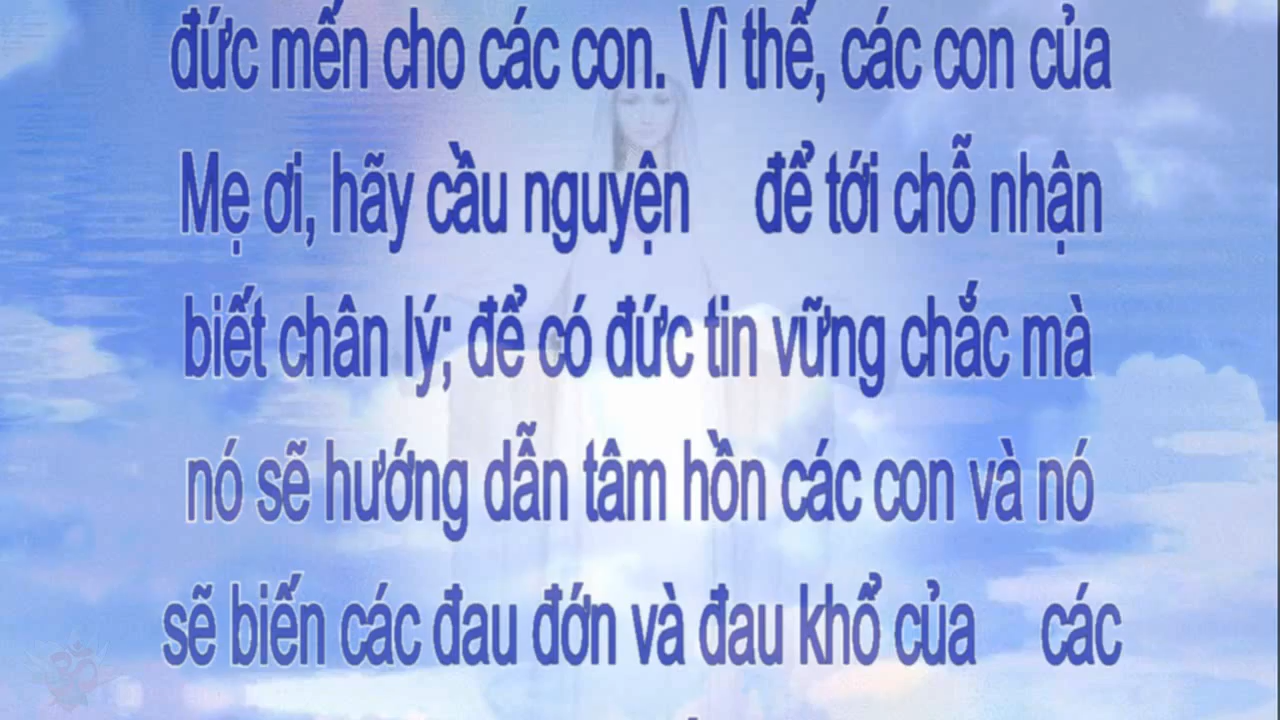 đức mến cho các con. Vì thế, các con của
Mẹ ơi, hãy cầu nguyện để tới chỗ nhận
biết chân lý; để có đức tin vững chắc mà
nó sẽ hướng dẫn tâm hồn các con và nó
sẽ biến các đau đớn và đau khổ của các